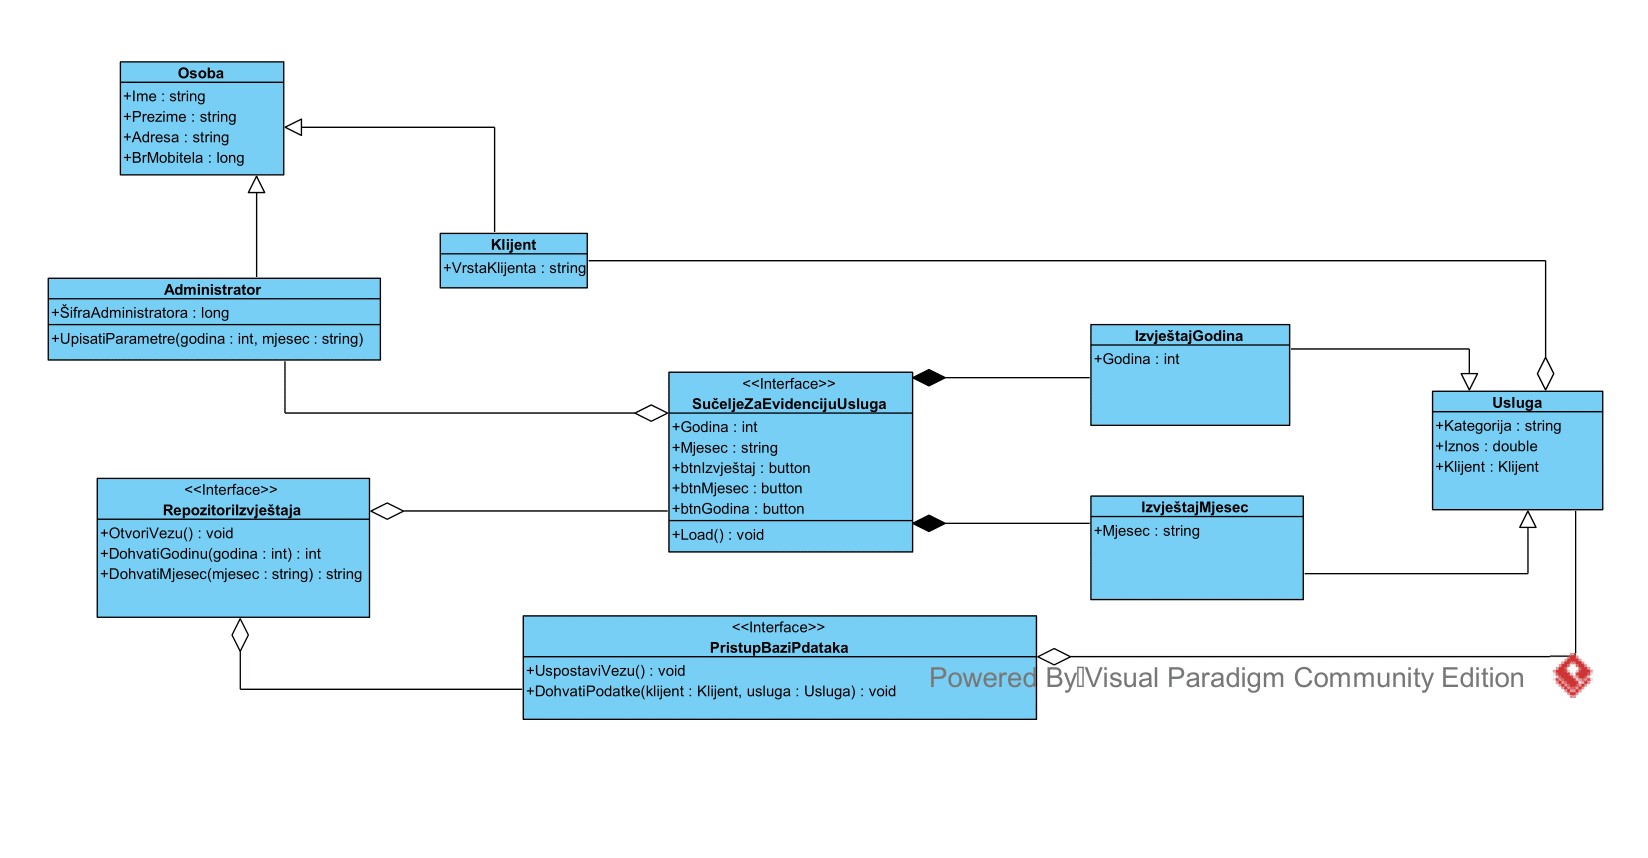 Osoba
+Ime : string
+Prezime : string
+Adresa : string
+BrMobitela : long
Klijent
+VrstaKlijenta : string
Administrator
+ŠifraAdministratora : long
+UpisatiParametre(godina : int, mjesec : string)
IzvještajGodina
+Godina : int
<<Interface>>
SučeljeZaEvidencijuUsluga
+Godina : int
+Mjesec : string
+btnIzvještaj : button
+btnMjesec : button
+btnGodina : button
+Load() : void
Usluga
+Kategorija : string
+Iznos : double
+Klijent : Klijent
<<Interface>>
RepozitoriIzvještaja
+OtvoriVezu() : void
+DohvatiGodinu(godina : int) : int
+DohvatiMjesec(mjesec : string) : string
IzvještajMjesec
+Mjesec : string
<<Interface>>
PristupBaziPdataka
+UspostaviVezu() : void
+DohvatiPodatke(klijent : Klijent, usluga : Usluga) : void
Powered By Visual Paradigm Community Edition